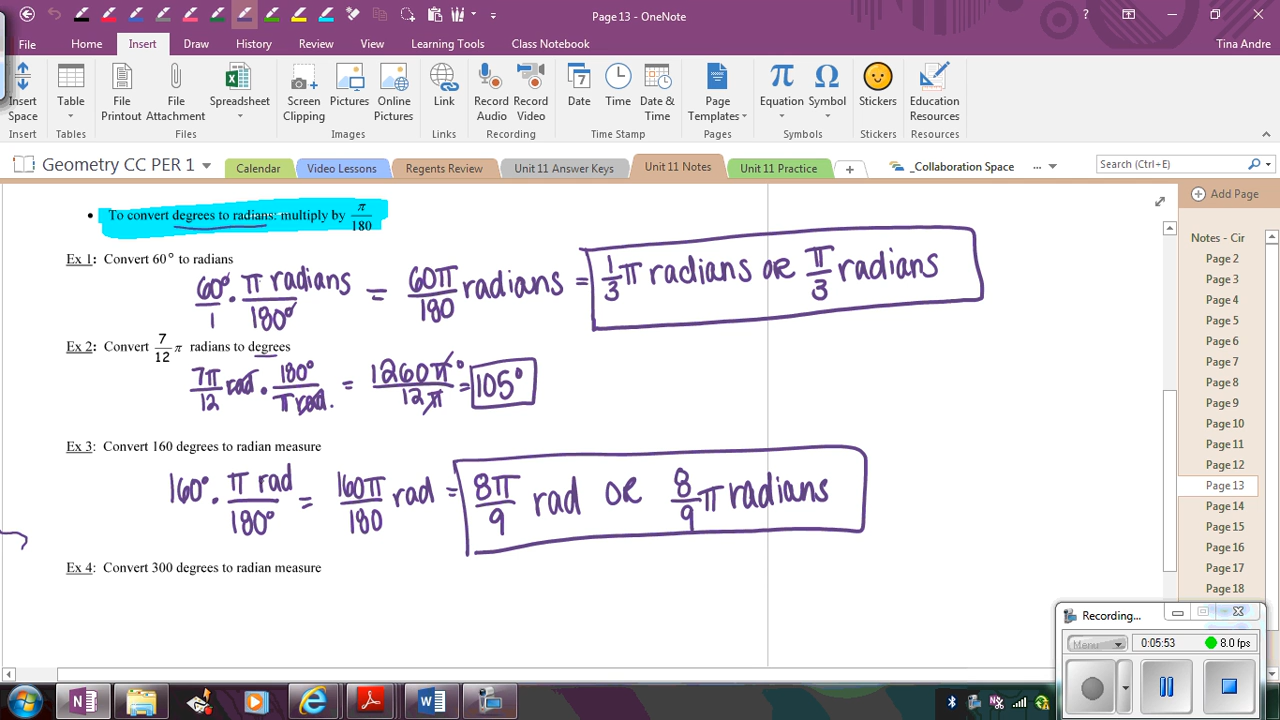 Page 13 - OneNote
?
File Home Insert Draw History Review View Learning Tools Class Notebook
Tina Andre
Insert Space
Table
File Printout
File Attachment
Spreadsheet
Screen Clipping
Pictures
Online Pictures
Link
Record Audio
Record Video
Date
Time
Date & Time
Page Templates
π Equation
Ω Symbol
Stickers
Education Resources
Insert Tables Files Images Links Recording Time Stamp Pages Symbols Stickers Resources
Geometry CC PER 1
Calendar Video Lessons Regents Review Unit 11 Answer Keys Unit 11 Notes Unit 11 Practice + _Collaboration Space ...
Search (Ctrl+E)
Add Page
Notes - Cir
Page 2
Page 3
Page 4
Page 5
Page 6
Page 7
Page 8
Page 9
Page 10
Page 11
Page 12
Page 13
Page 14
Page 15
Page 16
Page 17
Page 18
• To convert degrees to radians: multiply by π/180
Ex 1: Convert 60° to radians
60°/1 · π radians/180° = 60π/180 radians = 1/3 π radians OR π/3 radians
Ex 2: Convert 7/12 π radians to degrees
7π/12 rad · 180°/π rad. = 1260π°/12π = 105°
Ex 3: Convert 160 degrees to radian measure
160° · π rad/180° = 160π/180 rad = 8π/9 rad OR 8/9 π radians
Ex 4: Convert 300 degrees to radian measure
Recording...
Menu 0:05:53 8.0 fps